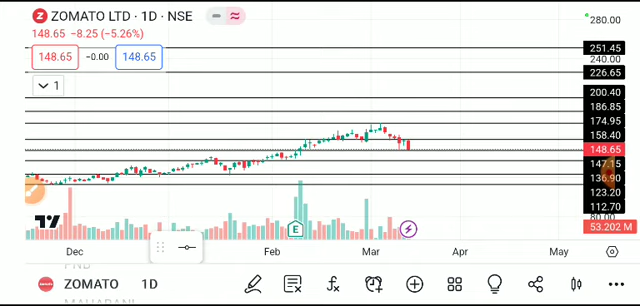 ZOMATO LTD · 1D · NSE
148.65 −8.25 (−5.26%)
148.65 −0.00 148.65
1
280.00
251.45
240.00
226.65
200.40
186.85
174.95
158.40
148.65
147.15
136.90
123.20
112.70
80.00
53.202 M
E
Dec Feb Mar Apr May
PNB
ZOMATO 1D
MAHABANK